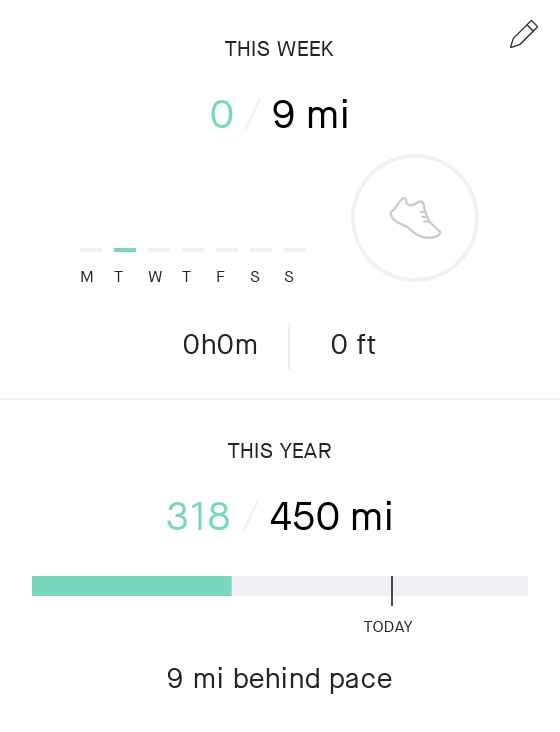 THIS WEEK
0 / 9 mi
M T W T F S S
0h0m 0 ft
THIS YEAR
318 / 450 mi
TODAY
9 mi behind pace